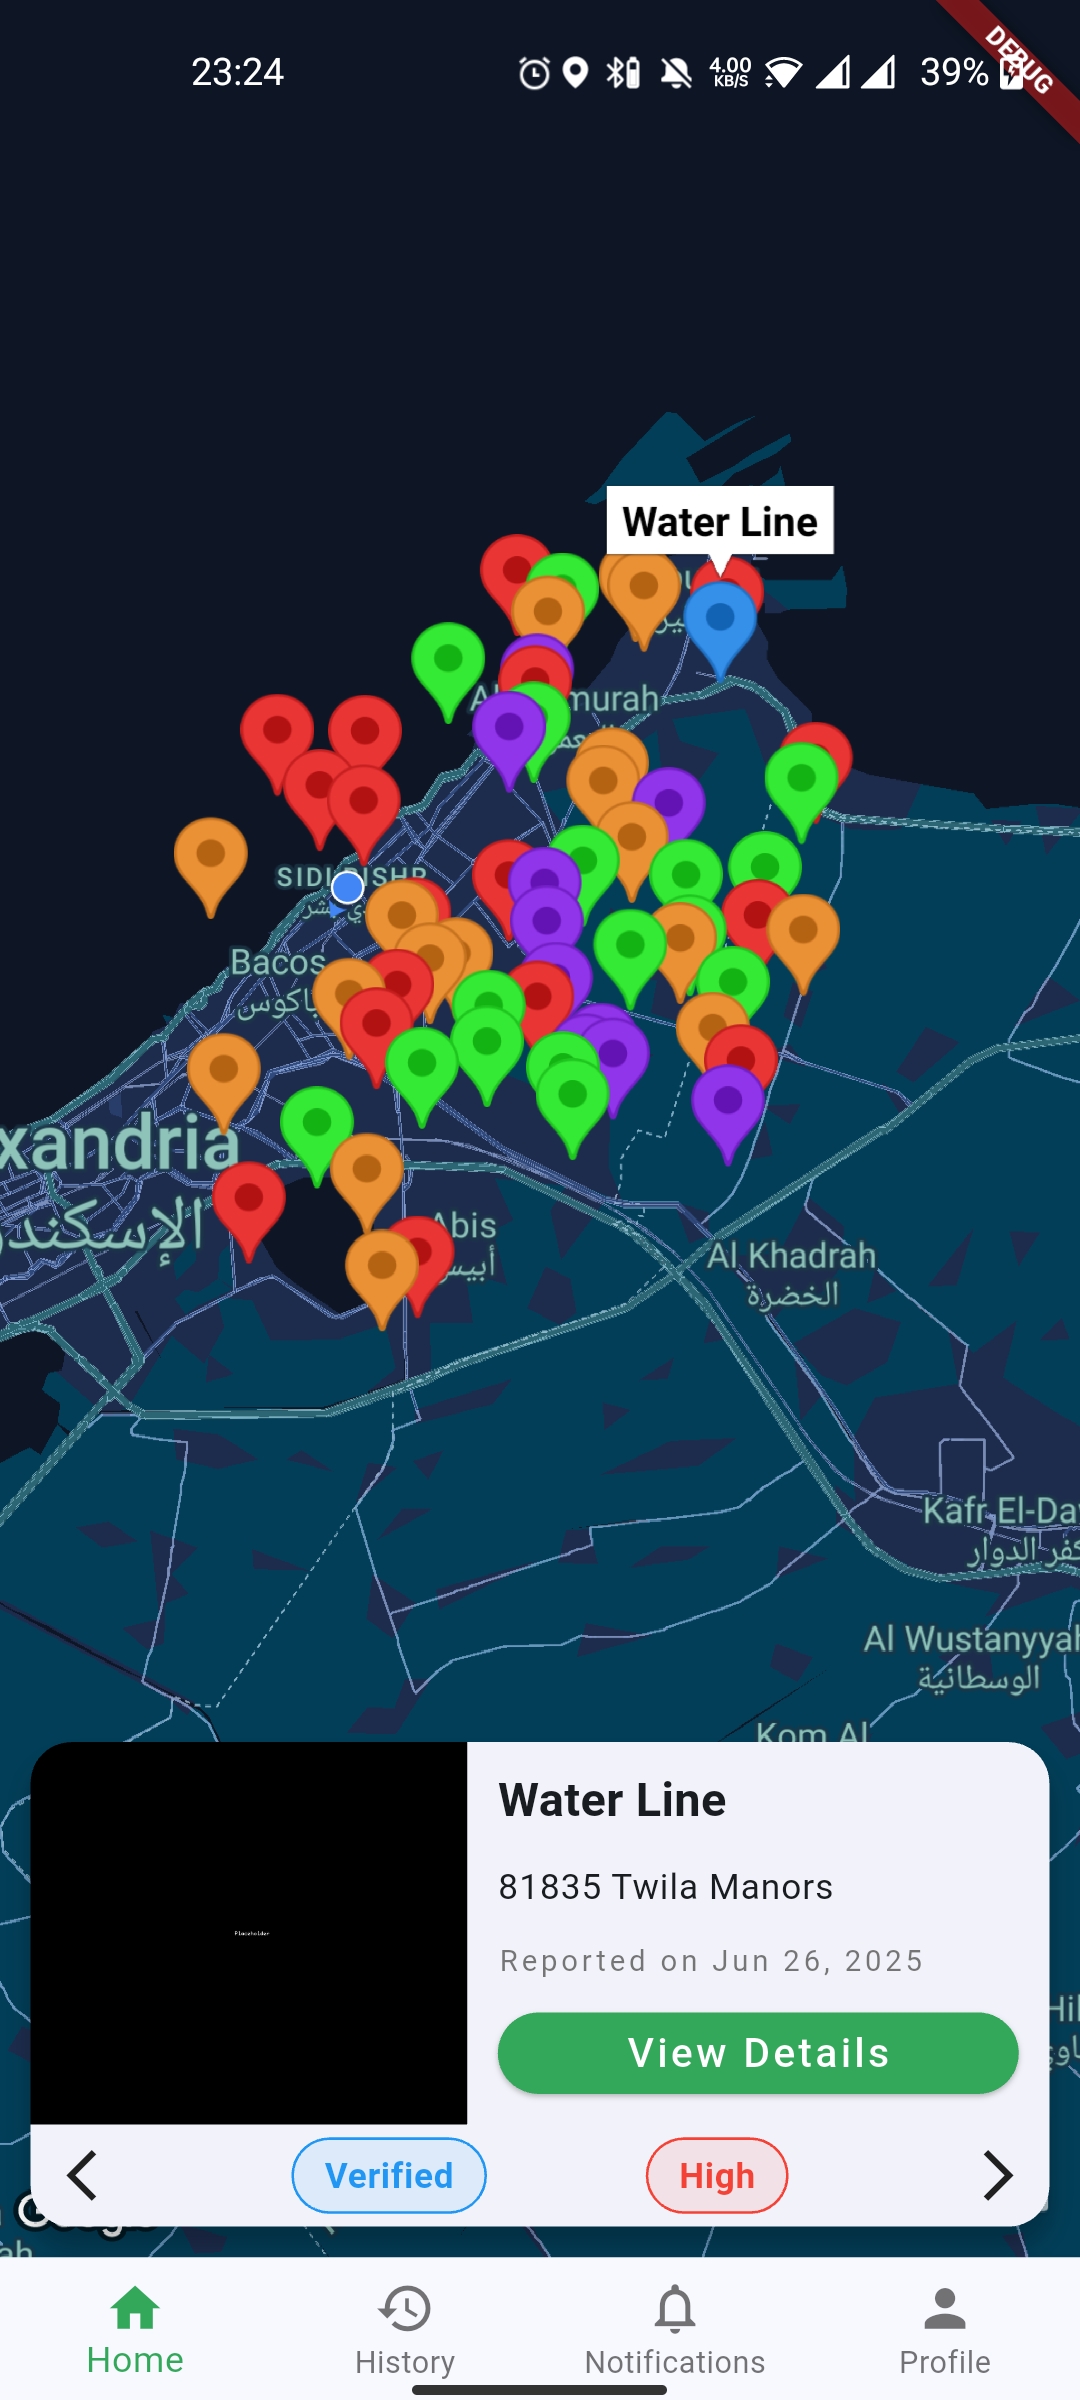 23:24
4.00
KB/S
39%
DEBUG
Water Line
SIDI BISHR
Bacos
باكوس
xandria
الإسكندر
Abis
أبيس
Al Khadrah
الخضرة
Kafr El-Da
كفر الدوار
Al Wustanyyah
الوسطانية
Kom Al
Water Line
81835 Twila Manors
Placeholder
Reported on Jun 26, 2025
View Details
Verified
High
Home
History
Notifications
Profile